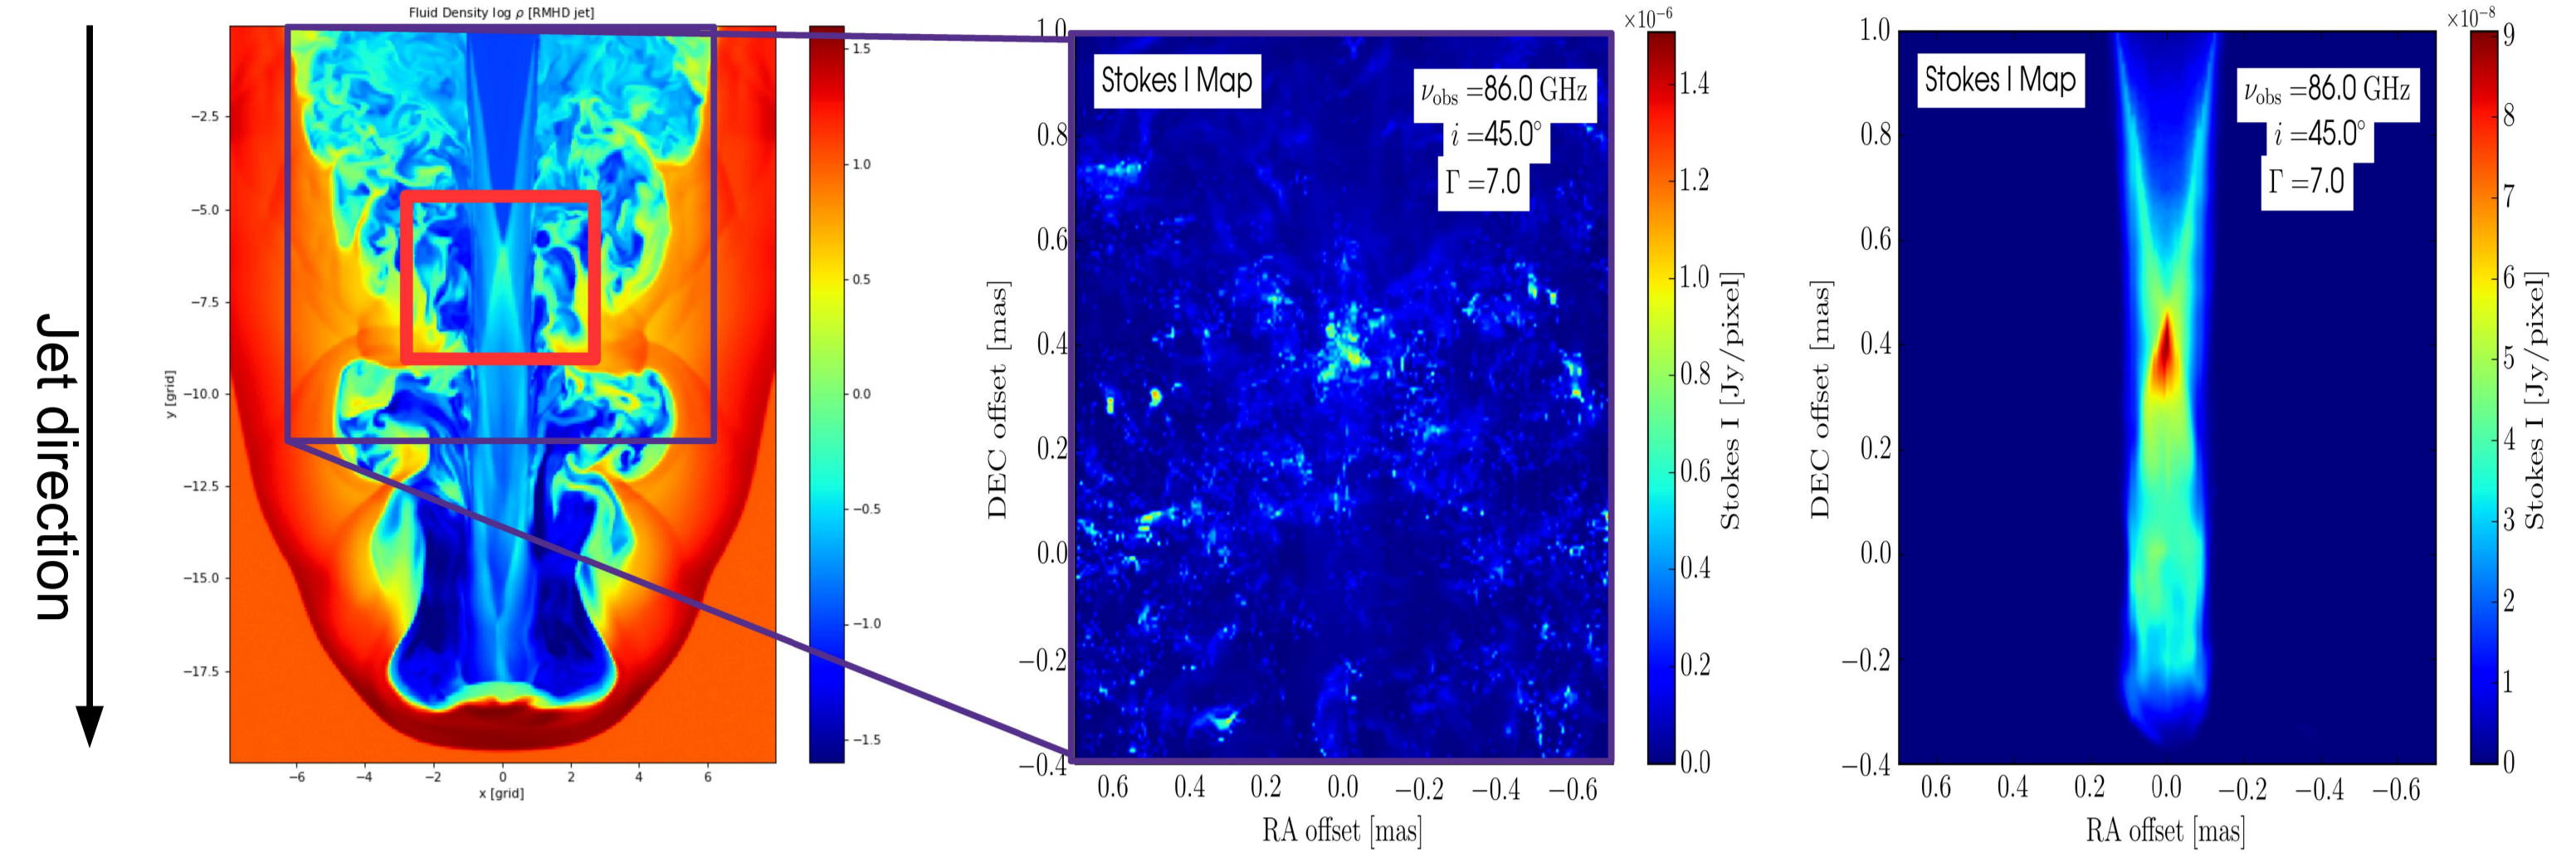 Jet direction
Fluid Density log ρ [RMHD jet]
−2.5
−5.0
−7.5
−10.0
−12.5
−15.0
−17.5
y [grid]
−6 −4 −2 0 2 4 6
x [grid]
1.5
1.0
0.5
0.0
−0.5
−1.0
−1.5
Stokes I Map
ν_obs =86.0 GHz
i =45.0°
Γ =7.0
1.0
0.8
0.6
0.4
0.2
0.0
−0.2
−0.4
DEC offset [mas]
0.6 0.4 0.2 0.0 −0.2 −0.4 −0.6
RA offset [mas]
×10⁻⁶
1.4
1.2
1.0
0.8
0.6
0.4
0.2
0.0
Stokes I [Jy/pixel]
Stokes I Map
ν_obs =86.0 GHz
i =45.0°
Γ =7.0
1.0
0.8
0.6
0.4
0.2
0.0
−0.2
−0.4
DEC offset [mas]
0.6 0.4 0.2 0.0 −0.2 −0.4 −0.6
RA offset [mas]
×10⁻⁸
9
8
7
6
5
4
3
2
1
0
Stokes I [Jy/pixel]